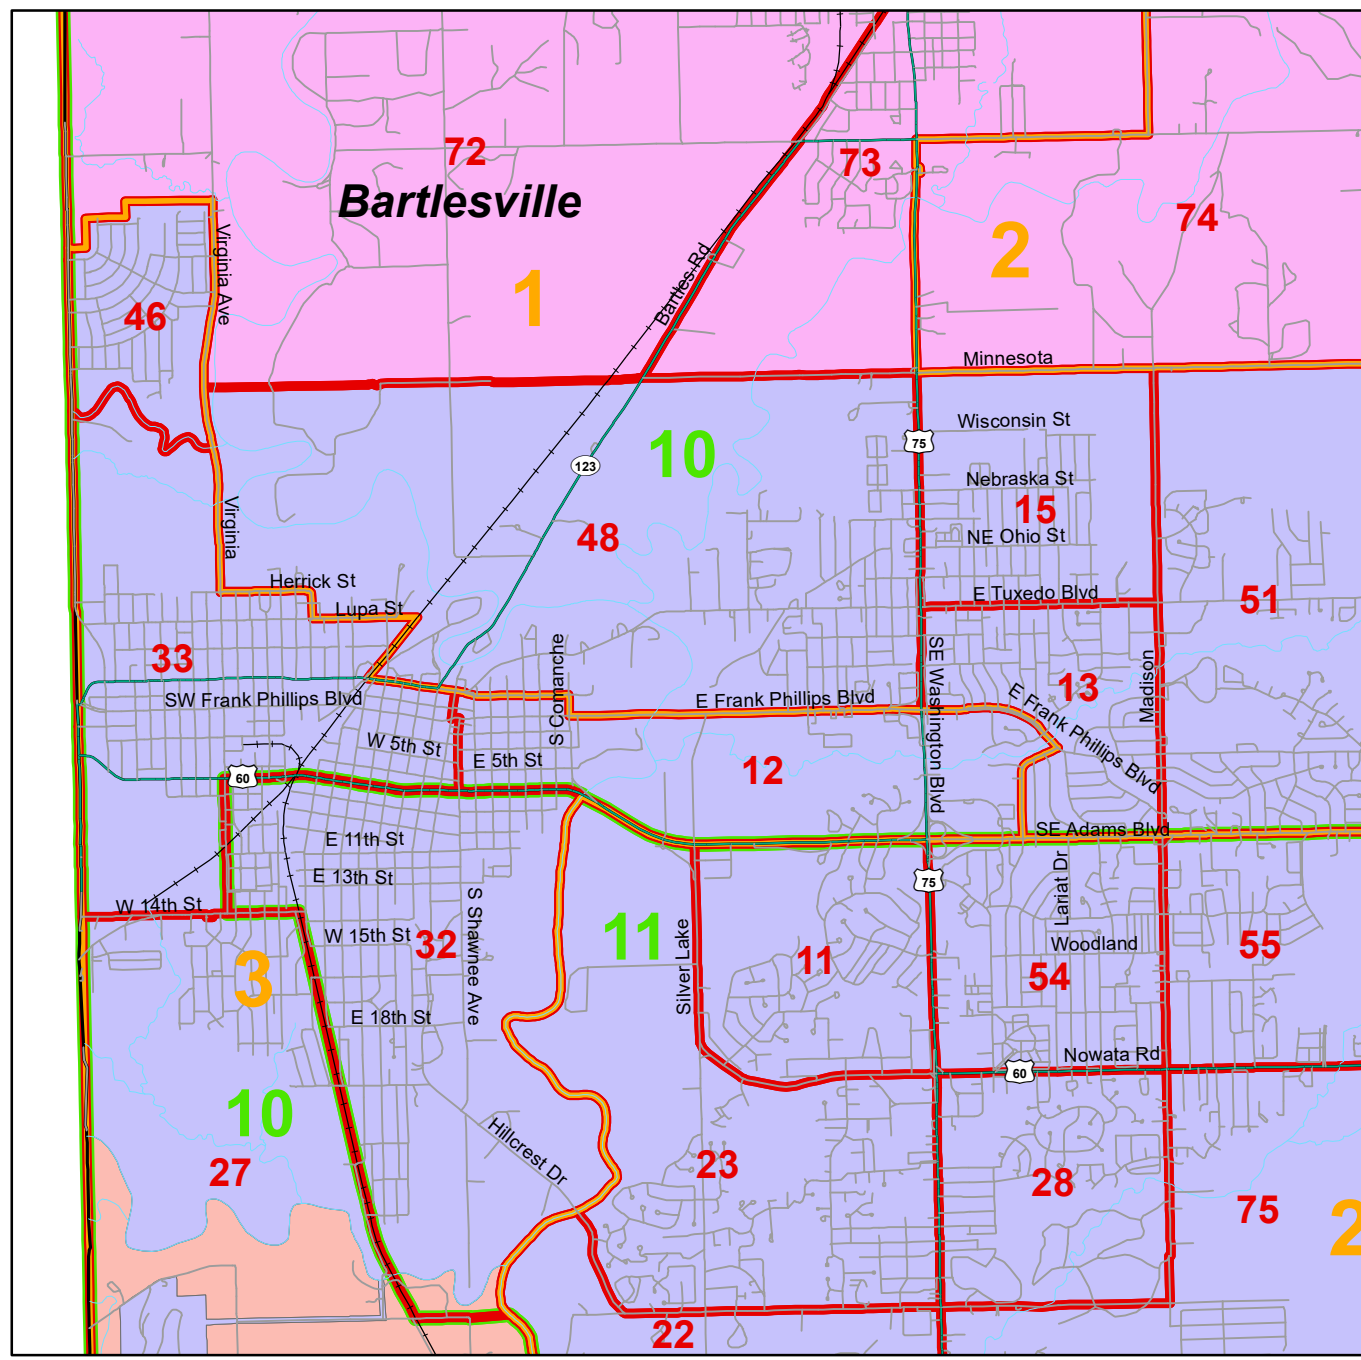 72
73
Bartlesville
74
Virginia Ave
2
Bartles Rd
1
46
Minnesota
Wisconsin St
10
75
123
Nebraska St
15
Virginia
48
NE Ohio St
Herrick St
E Tuxedo Blvd
51
Lupa St
33
S Comanche
SE Washington Blvd
13
Madison
SW Frank Phillips Blvd
E Frank Phillips Blvd
E Frank Phillips Blvd
W 5th St
E 5th St
12
60
SE Adams Blvd
E 11th St
E 13th St
75
Lariat Dr
W 14th St
S Shawnee Ave
W 15th St
32
11
Silver Lake
11
Woodland
55
3
54
E 18th St
Nowata Rd
60
10
Hillcrest Dr
27
23
28
75
2
22